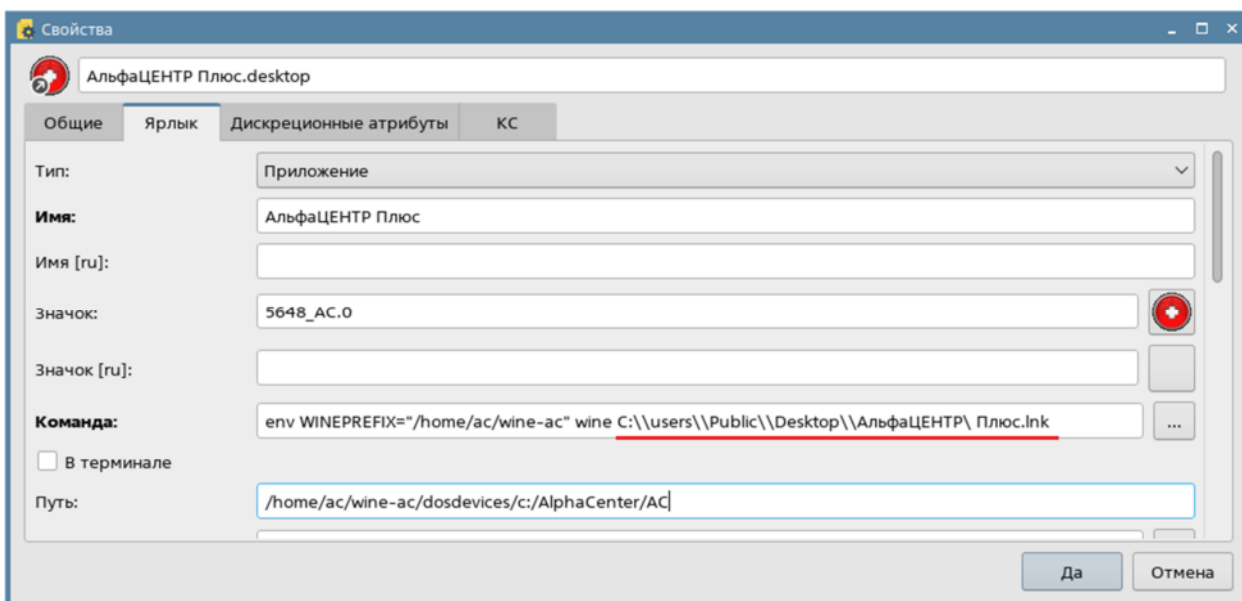 Свойства
АльфаЦЕНТР Плюс.desktop
Общие Ярлык Дискреционные атрибуты КС
Тип: Приложение
Имя: АльфаЦЕНТР Плюс
Имя [ru]:
Значок: 5648_AC.0
Значок [ru]:
Команда: env WINEPREFIX="/home/ac/wine-ac" wine C:\\users\\Public\\Desktop\\АльфаЦЕНТР\ Плюс.lnk ...
В терминале
Путь: /home/ac/wine-ac/dosdevices/c:/AlphaCenter/AC
Да Отмена